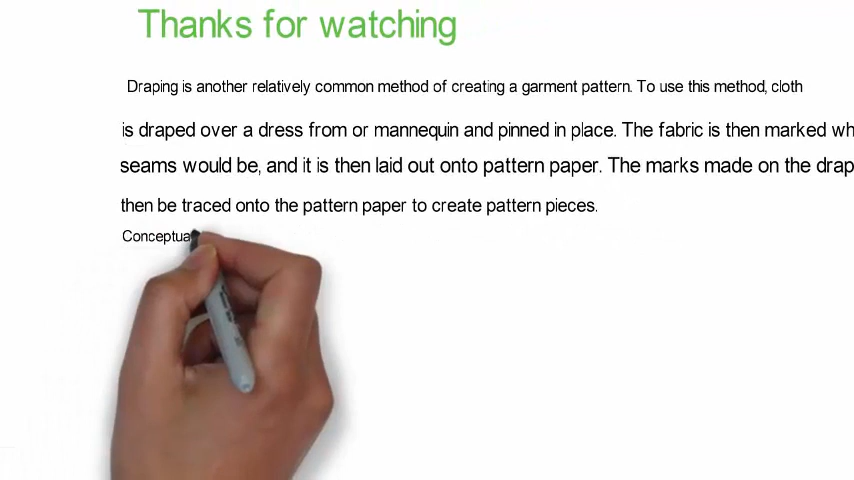 Thanks for watching
Draping is another relatively common method of creating a garment pattern. To use this method, cloth
is draped over a dress from or mannequin and pinned in place. The fabric is then marked wh
seams would be, and it is then laid out onto pattern paper. The marks made on the drap
then be traced onto the pattern paper to create pattern pieces.
Conceptua